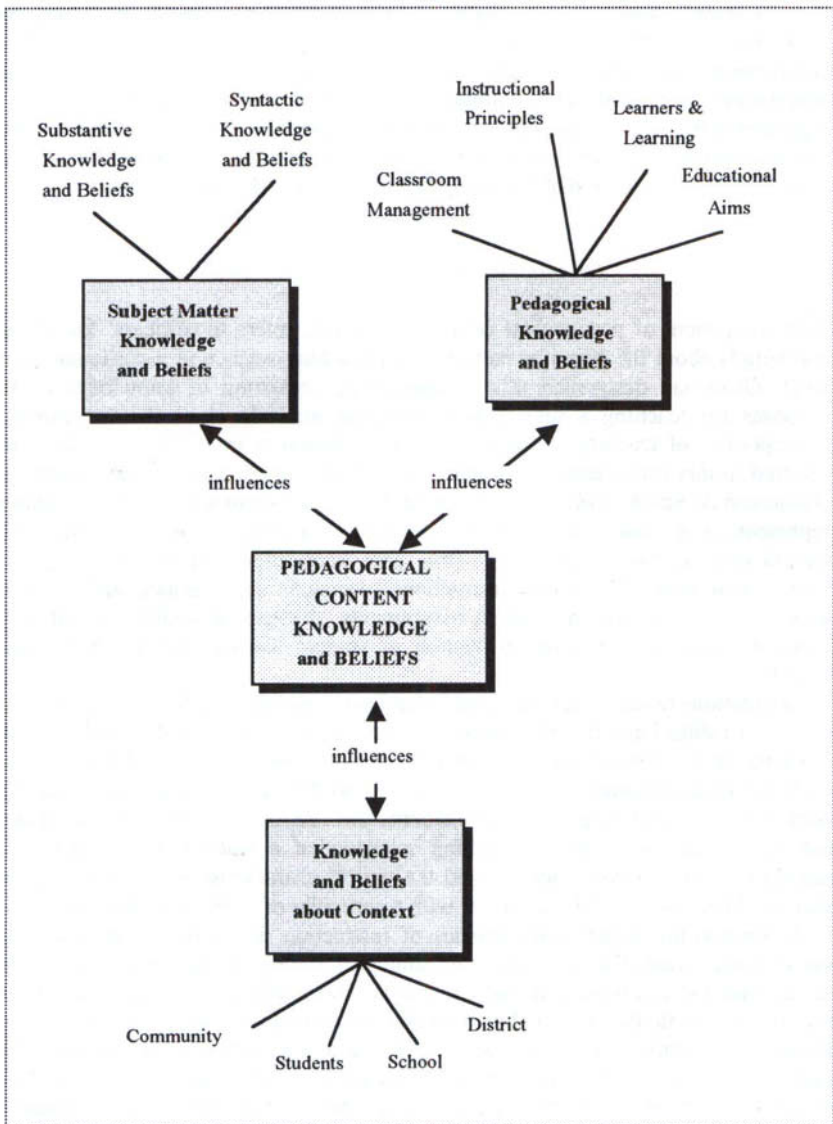 Syntactic
Knowledge
and Beliefs
Substantive
Knowledge
and Beliefs
Instructional
Principles
Learners &
Learning
Classroom
Management
Educational
Aims
Subject Matter
Knowledge
and Beliefs
Pedagogical
Knowledge
and Beliefs
influences
influences
PEDAGOGICAL
CONTENT
KNOWLEDGE
and BELIEFS
influences
Knowledge
and Beliefs
about Context
Community
Students
School
District